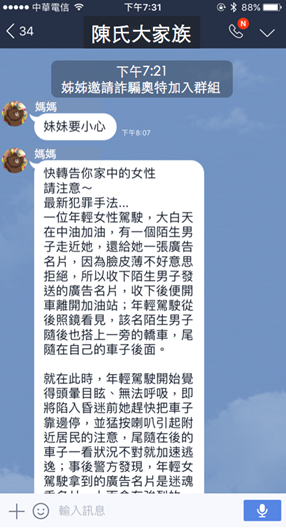 中華電信
下午7:31
88%
34
陳氏大家族
N
下午7:21
姊姊邀請詐騙奧特加入群組
媽媽
妹妹要小心
下午8:07
媽媽
快轉告你家中的女性
請注意～
最新犯罪手法...
一位年輕女性駕駛，大白天
在中油加油，有一個陌生男
子走近她，還給她一張廣告
名片，因為臉皮薄不好意思
拒絕，所以收下陌生男子發
送的廣告名片，收下後便開
車離開加油站；年輕駕駛從
後照鏡看見，該名陌生男子
隨後也搭上一旁的轎車，尾
隨在自己的車子後面。
就在此時，年輕駕駛開始覺
得頭暈目眩、無法呼吸，即
將陷入昏迷前她趕快把車子
靠邊停，並猛按喇叭引起附
近居民的注意，尾隨在後的
車子一看狀況不對就加速逃
逸；事後警方發現，年輕女
駕駛拿到的廣告名片是迷魂
輸入訊息